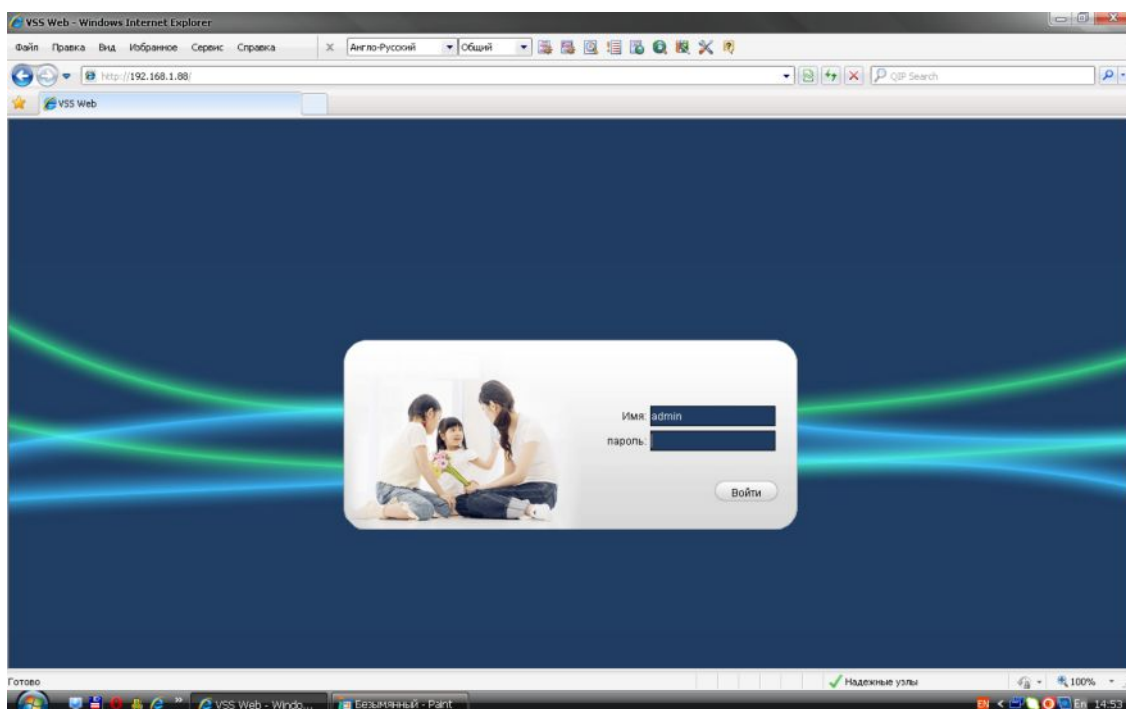 VSS Web - Windows Internet Explorer
Файл Правка Вид Избранное Сервис Справка
Англо-Русский Общий
http://192.168.1.88/
QIP Search
VSS Web
Имя: admin
пароль:
Войти
Готово
Надежные узлы
100%
VSS Web - Windo...
Безымянный - Paint
EN
En 14:53